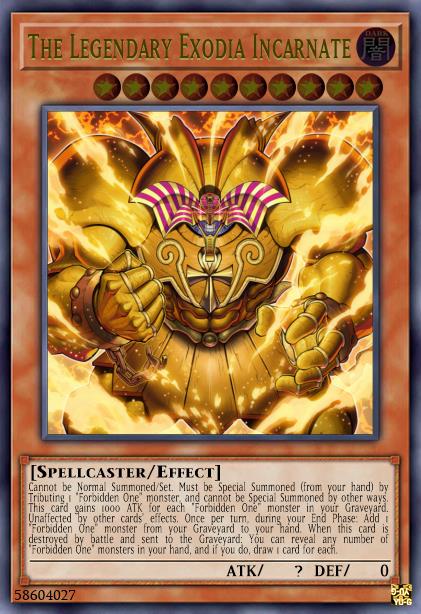 THE LEGENDARY EXODIA INCARNATE
DARK
闇
[SPELLCASTER/EFFECT]
Cannot be Normal Summoned/Set. Must be Special Summoned (from your hand) by
Tributing 1 "Forbidden One" monster, and cannot be Special Summoned by other ways.
This card gains 1000 ATK for each "Forbidden One" monster in your Graveyard.
Unaffected by other cards' effects. Once per turn, during your End Phase: Add 1
"Forbidden One" monster from your Graveyard to your hand. When this card is
destroyed by battle and sent to the Graveyard: You can reveal any number of
"Forbidden One" monsters in your hand, and if you do, draw 1 card for each.
ATK/ ? DEF/ 0
58604027